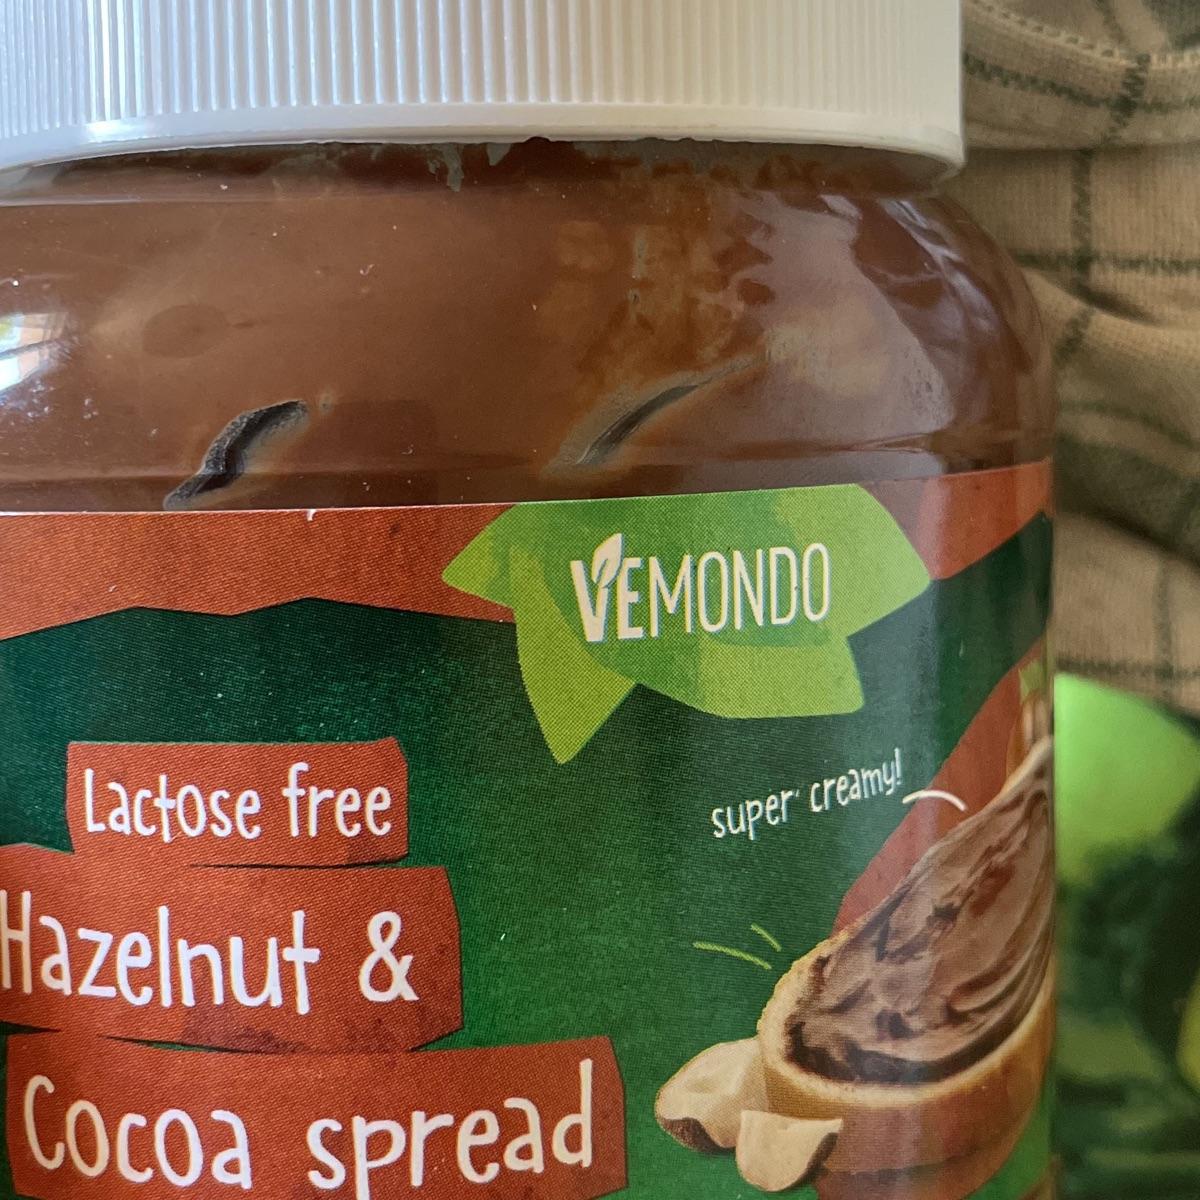 VEMONDO
super creamy!
Lactose free
Hazelnut &
Cocoa spread